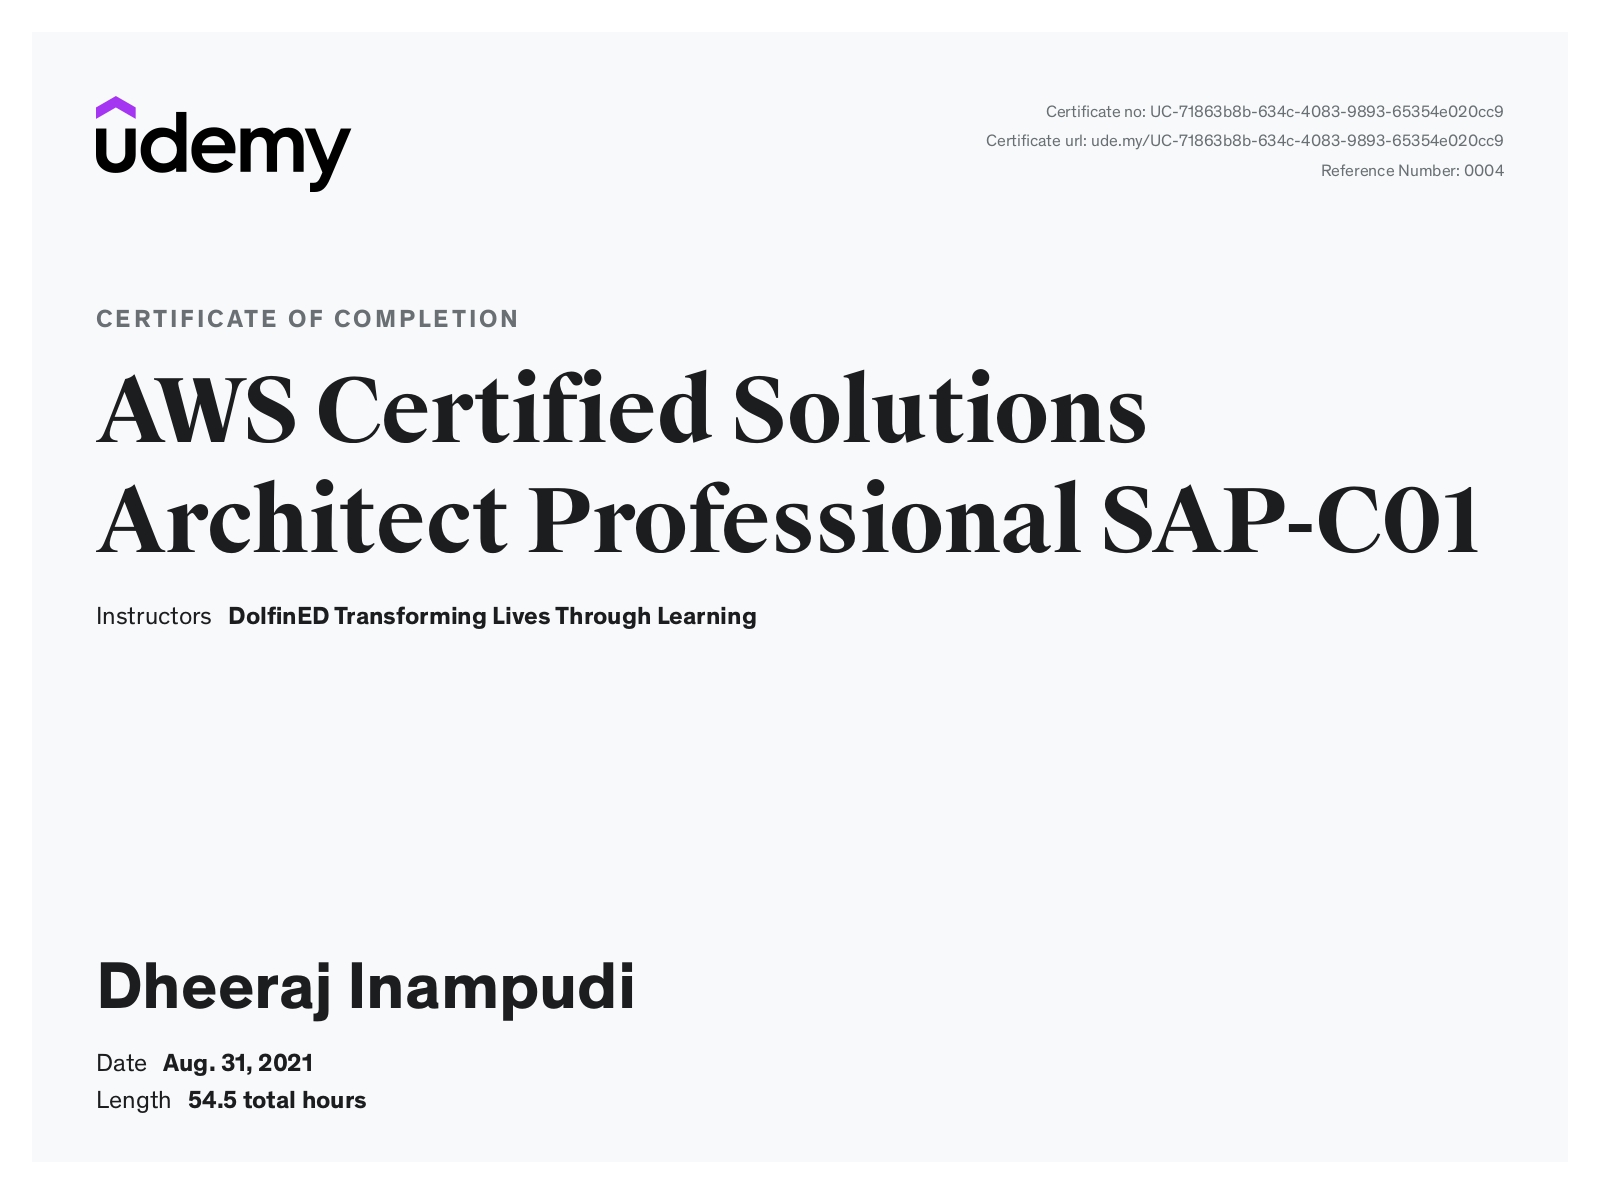 udemy
Certificate no: UC-71863b8b-634c-4083-9893-65354e020cc9
Certificate url: ude.my/UC-71863b8b-634c-4083-9893-65354e020cc9
Reference Number: 0004
CERTIFICATE OF COMPLETION
AWS Certified Solutions
Architect Professional SAP-C01
Instructors DolfinED Transforming Lives Through Learning
Dheeraj Inampudi
Date Aug. 31, 2021
Length 54.5 total hours